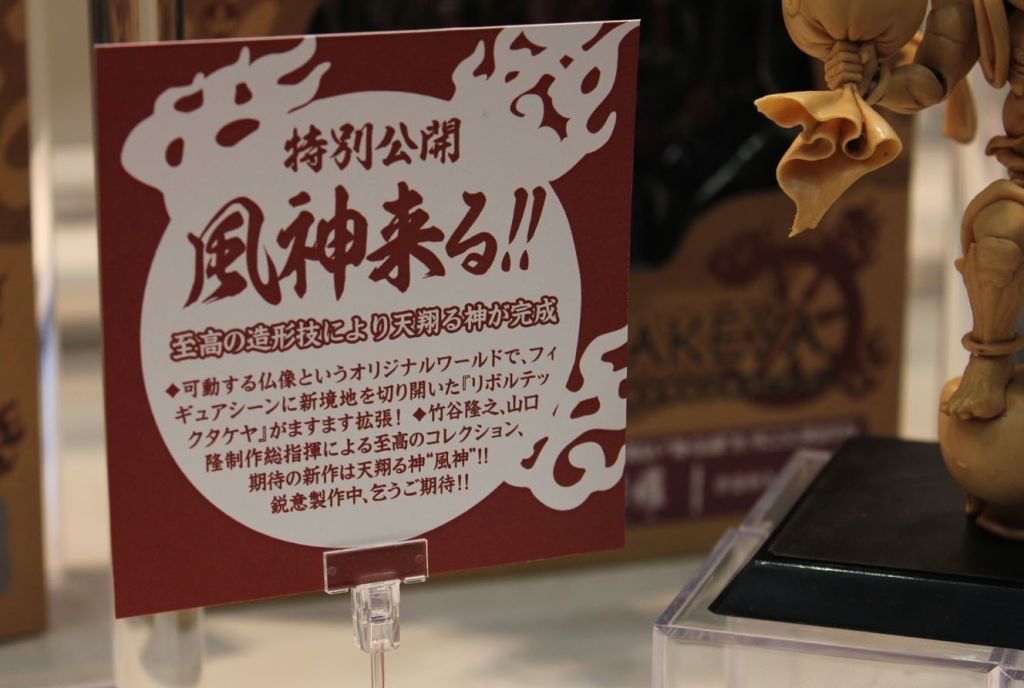 特別公開
風神来る!!
至高の造形技により天翔る神が完成
◆可動する仏像というオリジナルワールドで、フィ
ギュアシーンに新境地を切り開いた『リボルテッ
クタケヤ』がますます拡張! ◆竹谷隆之、山口
隆制作総指揮による至高のコレクション、
期待の新作は天翔る神“風神”!!
鋭意製作中、乞うご期待!!
AKEYA